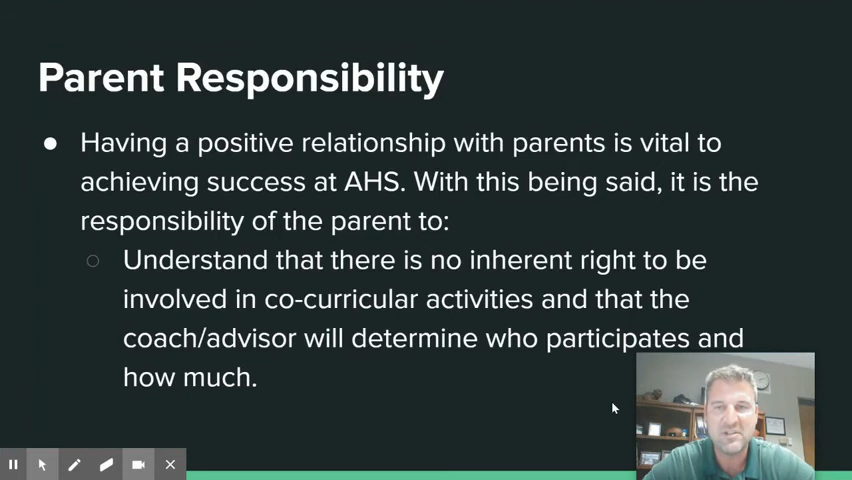 Parent Responsibility
● Having a positive relationship with parents is vital to
achieving success at AHS. With this being said, it is the
responsibility of the parent to:
○ Understand that there is no inherent right to be
involved in co-curricular activities and that the
coach/advisor will determine who participates and
how much.